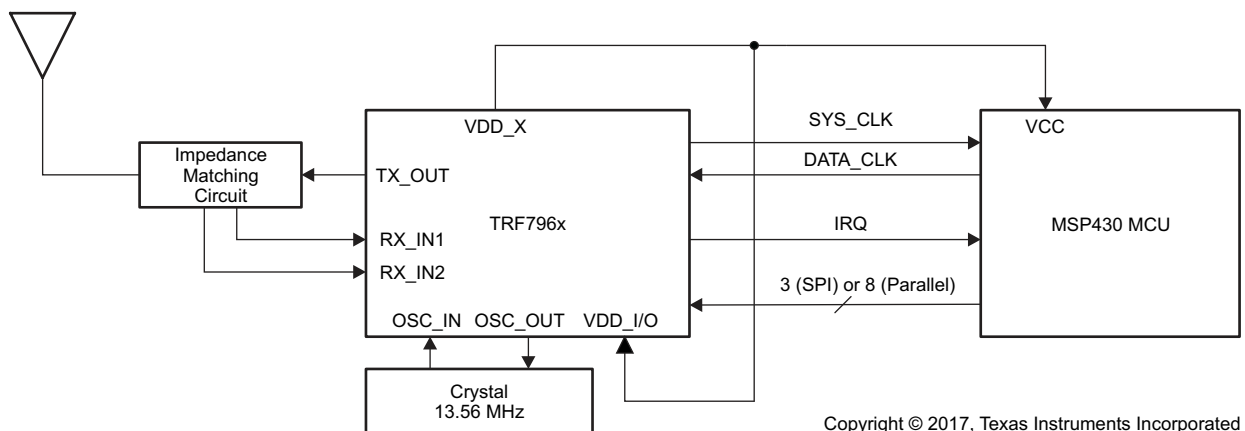 VDD_X
SYS_CLK
VCC
Impedance
Matching
Circuit
TX_OUT
DATA_CLK
TRF796x
IRQ
MSP430 MCU
RX_IN1
RX_IN2
3 (SPI) or 8 (Parallel)
OSC_IN OSC_OUT VDD_I/O
Crystal
13.56 MHz
Copyright © 2017, Texas Instruments Incorporated